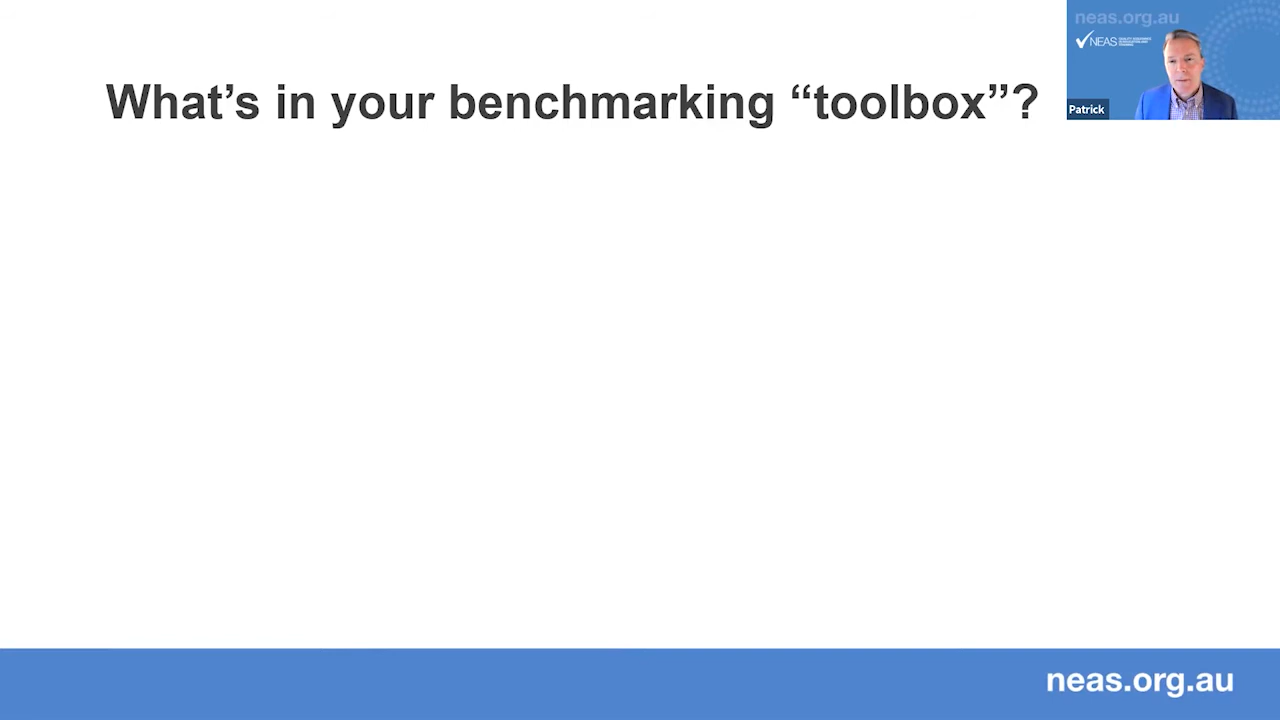 What’s in your benchmarking “toolbox”?
neas.org.au
NEAS
Patrick
neas.org.au